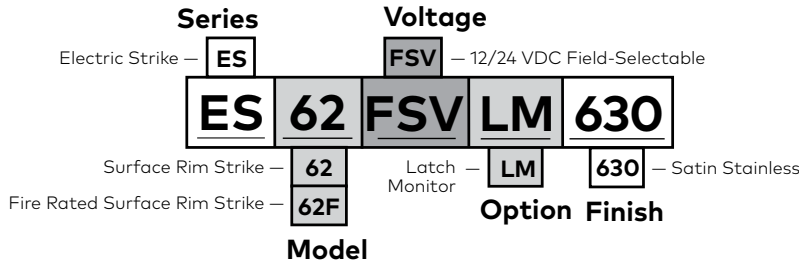 Series
Voltage
Electric Strike — ES
FSV — 12/24 VDC Field-Selectable
ES 62 FSV LM 630
Surface Rim Strike — 62
Latch Monitor — LM
630 — Satin Stainless
Fire Rated Surface Rim Strike — 62F
Option
Finish
Model